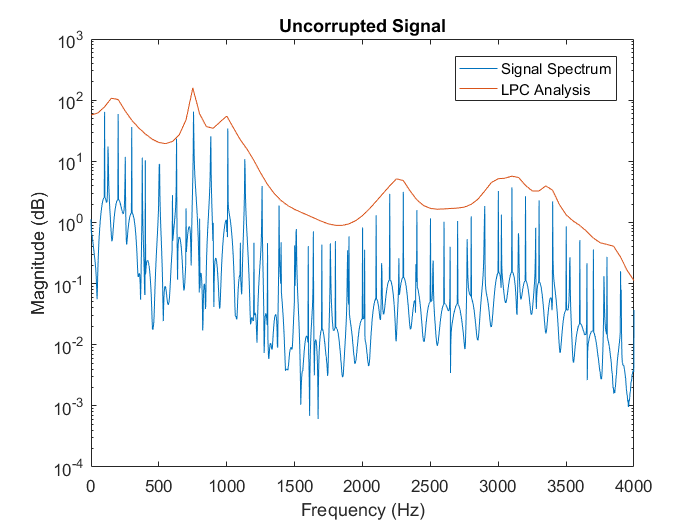 Uncorrupted Signal
Signal Spectrum
LPC Analysis
Magnitude (dB)
10^3
10^2
10^1
10^0
10^-1
10^-2
10^-3
10^-4
0 500 1000 1500 2000 2500 3000 3500 4000
Frequency (Hz)